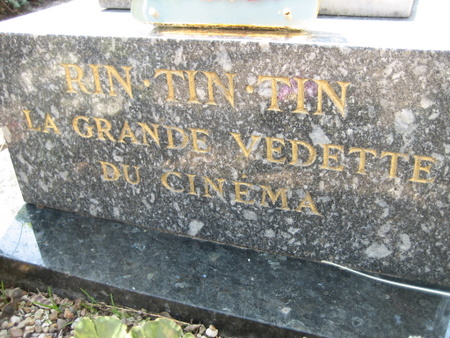 RIN·TIN·TIN
LA GRANDE VEDETTE
DU CINÉMA